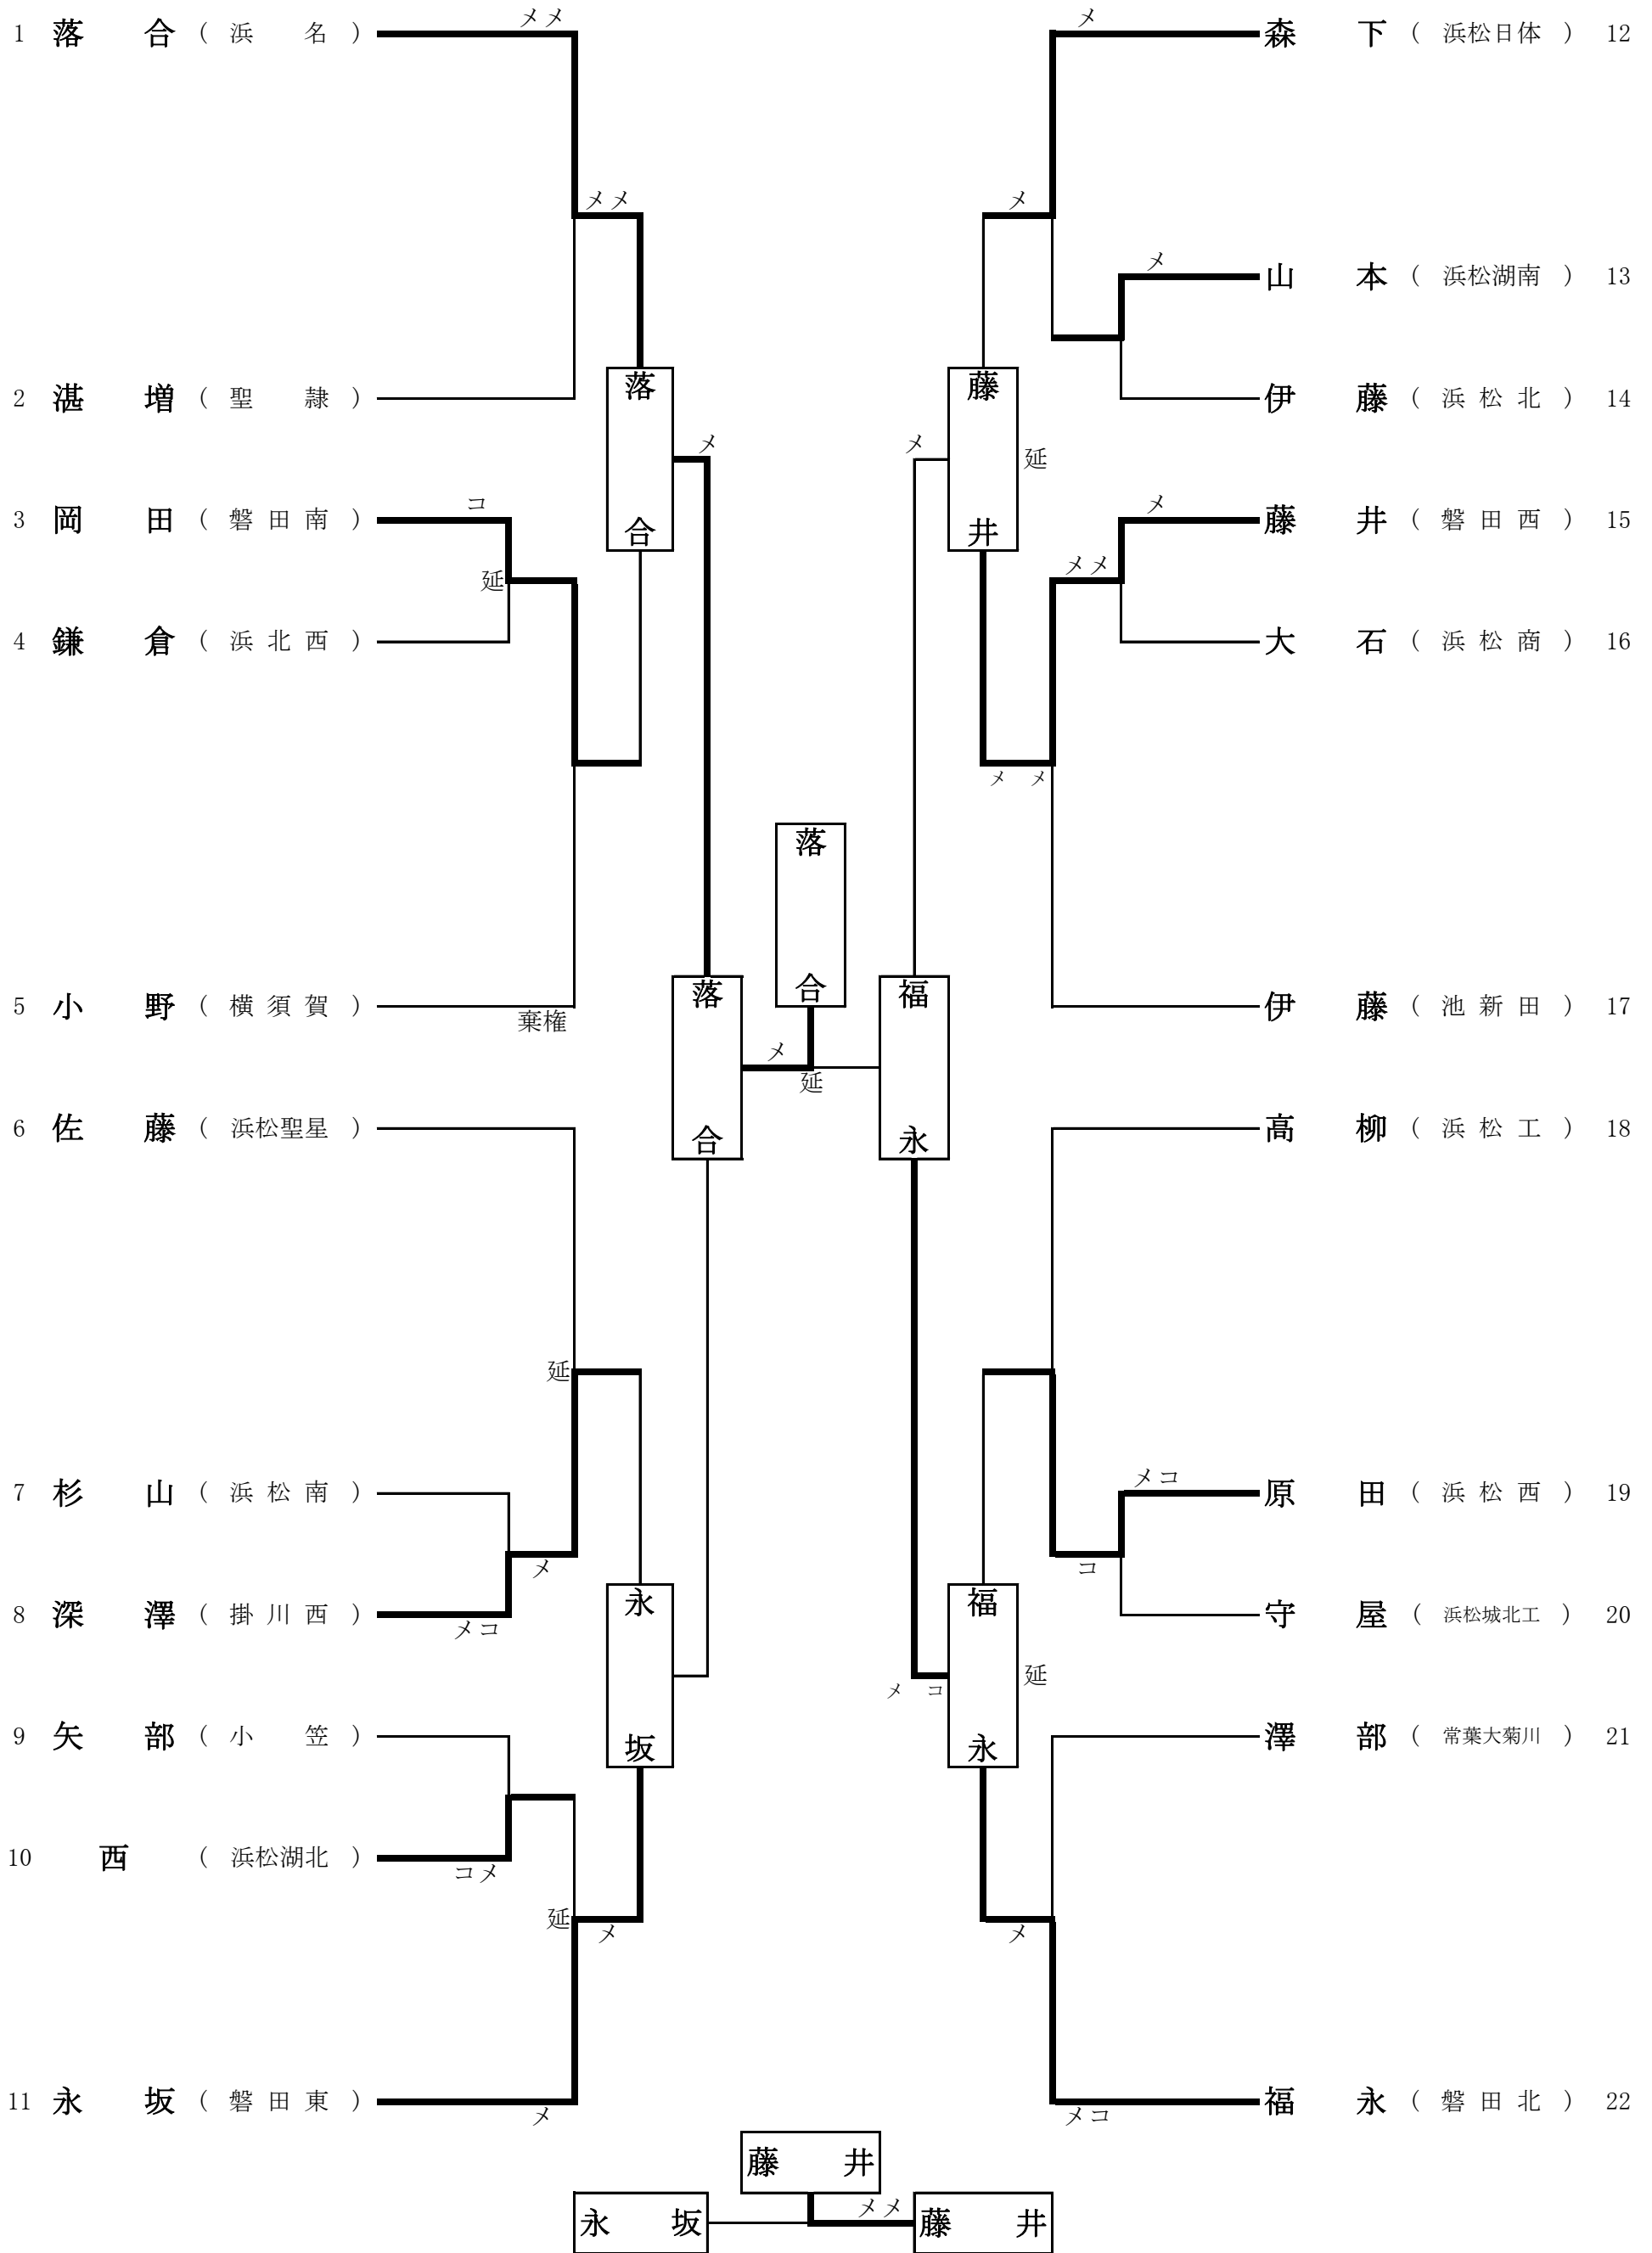 メメ
メ
1 落合 （ 浜名 ）
森下 （ 浜松日体 ） 12
メメ
メ
メ
山本 （ 浜松湖南 ） 13
落合
藤井
2 湛増 （ 聖隷 ）
伊藤 （ 浜松北 ） 14
メ
メ
延
コ
メ
3 岡田 （ 磐田南 ）
藤井 （ 磐田西 ） 15
延
メメ
4 鎌倉 （ 浜北西 ）
大石 （ 浜松商 ） 16
メ メ
落合
落合
福永
5 小野 （ 横須賀 ）
棄権
伊藤 （ 池新田 ） 17
メ
延
6 佐藤 （ 浜松聖星 ）
高柳 （ 浜松工 ） 18
延
7 杉山 （ 浜松南 ）
メコ
原田 （ 浜松西 ） 19
メ
コ
永坂
福永
8 深澤 （ 掛川西 ）
メコ
守屋 （ 浜松城北工 ） 20
メ コ
延
9 矢部 （ 小笠 ）
澤部 （ 常葉大菊川 ） 21
10 西 （ 浜松湖北 ）
コメ
延
メ
メ
11 永坂 （ 磐田東 ）
メ
福永 （ 磐田北 ） 22
メコ
藤井
メメ
永坂
藤井